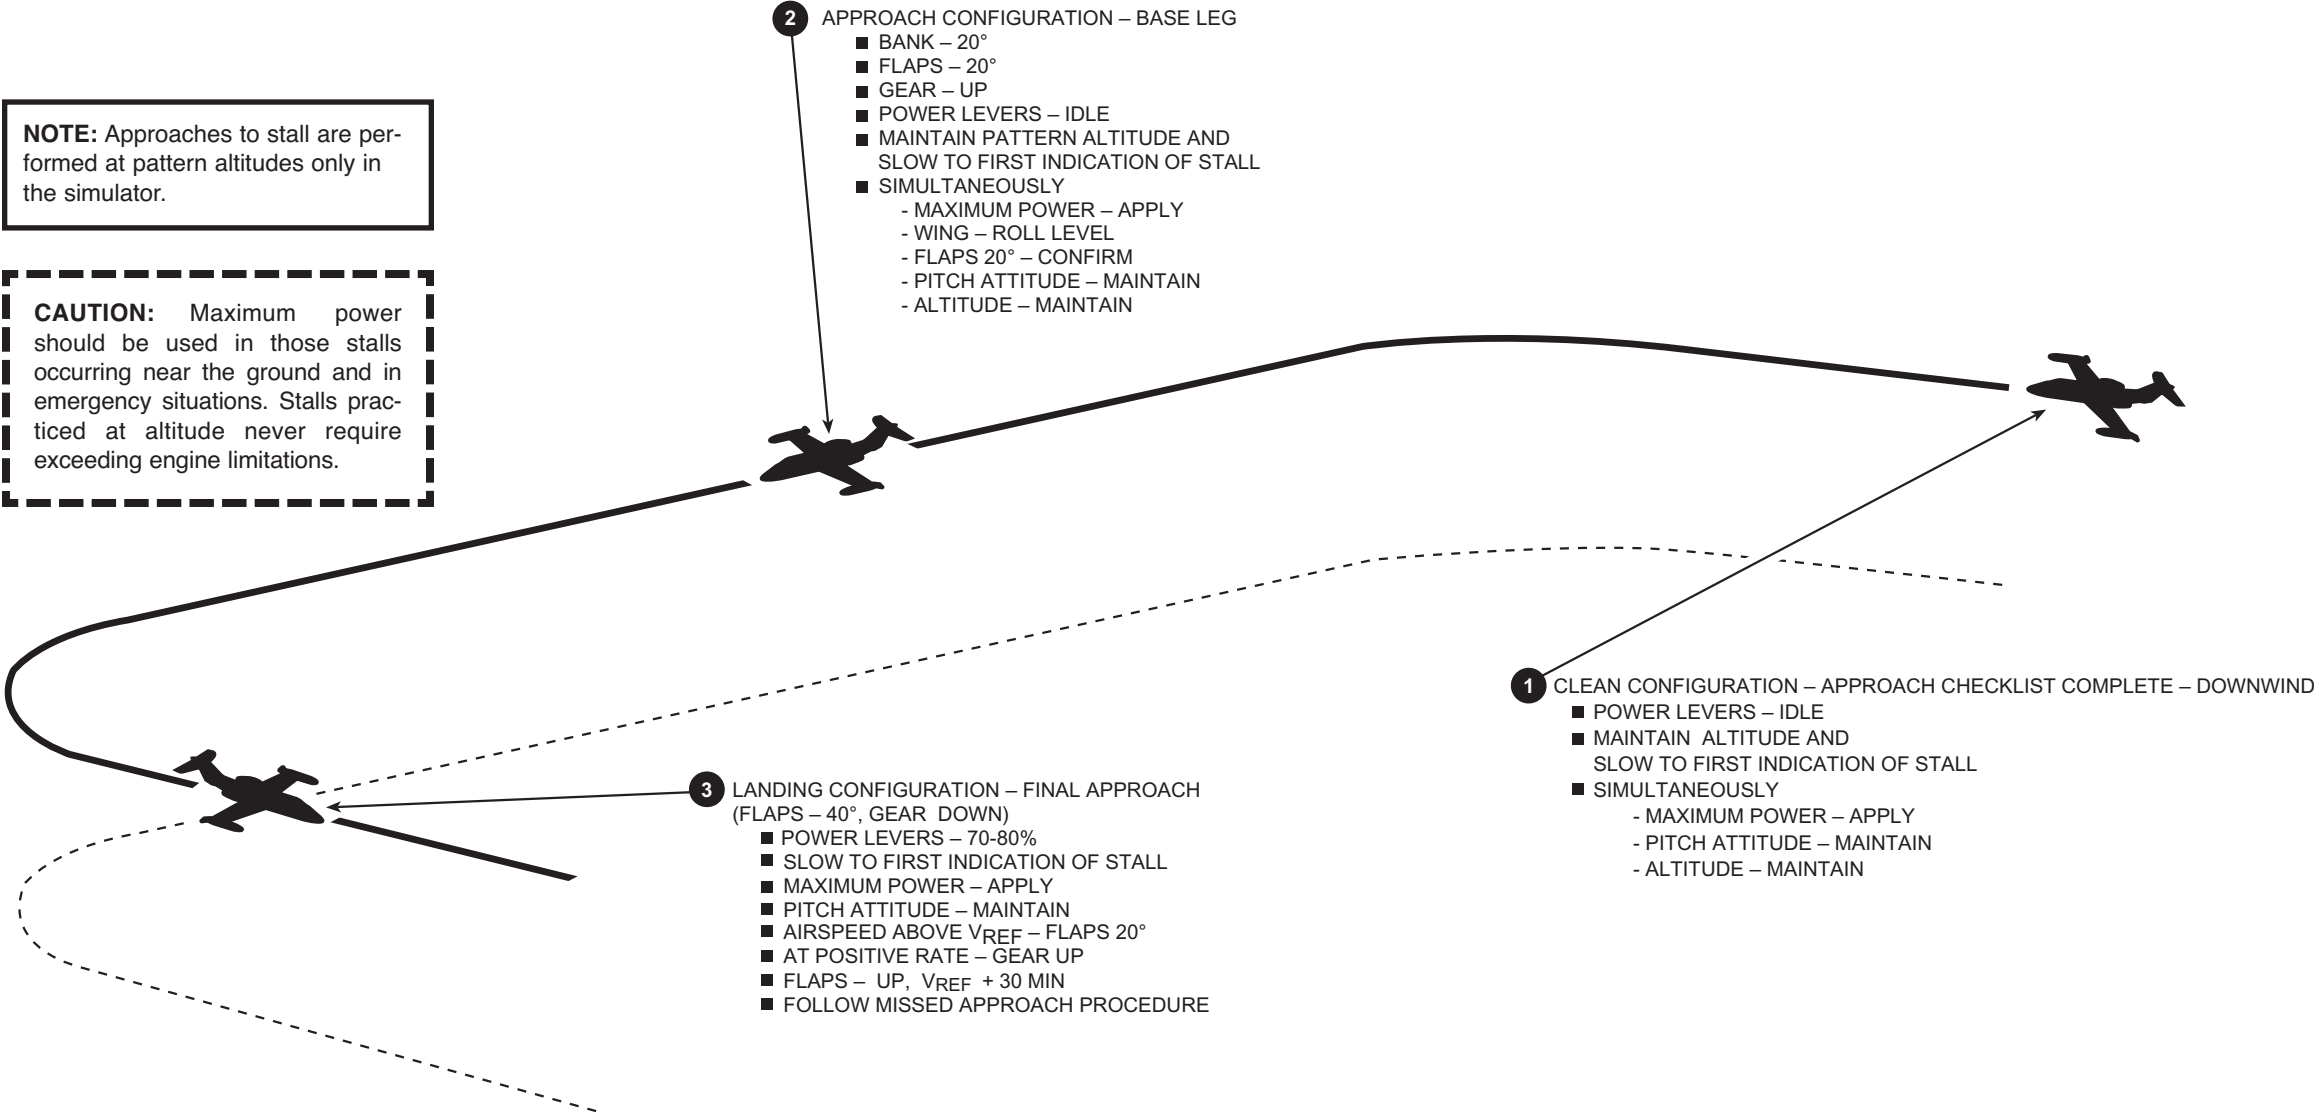 2 APPROACH CONFIGURATION – BASE LEG
■ BANK – 20°
■ FLAPS – 20°
■ GEAR – UP
■ POWER LEVERS – IDLE
■ MAINTAIN PATTERN ALTITUDE AND
SLOW TO FIRST INDICATION OF STALL
■ SIMULTANEOUSLY
- MAXIMUM POWER – APPLY
- WING – ROLL LEVEL
- FLAPS 20° – CONFIRM
- PITCH ATTITUDE – MAINTAIN
- ALTITUDE – MAINTAIN
NOTE: Approaches to stall are per-
formed at pattern altitudes only in
the simulator.
CAUTION: Maximum power
should be used in those stalls
occurring near the ground and in
emergency situations. Stalls prac-
ticed at altitude never require
exceeding engine limitations.
1 CLEAN CONFIGURATION – APPROACH CHECKLIST COMPLETE – DOWNWIND
■ POWER LEVERS – IDLE
■ MAINTAIN ALTITUDE AND
SLOW TO FIRST INDICATION OF STALL
■ SIMULTANEOUSLY
- MAXIMUM POWER – APPLY
- PITCH ATTITUDE – MAINTAIN
- ALTITUDE – MAINTAIN
3 LANDING CONFIGURATION – FINAL APPROACH
(FLAPS – 40°, GEAR DOWN)
■ POWER LEVERS – 70-80%
■ SLOW TO FIRST INDICATION OF STALL
■ MAXIMUM POWER – APPLY
■ PITCH ATTITUDE – MAINTAIN
■ AIRSPEED ABOVE VREF – FLAPS 20°
■ AT POSITIVE RATE – GEAR UP
■ FLAPS – UP, VREF + 30 MIN
■ FOLLOW MISSED APPROACH PROCEDURE